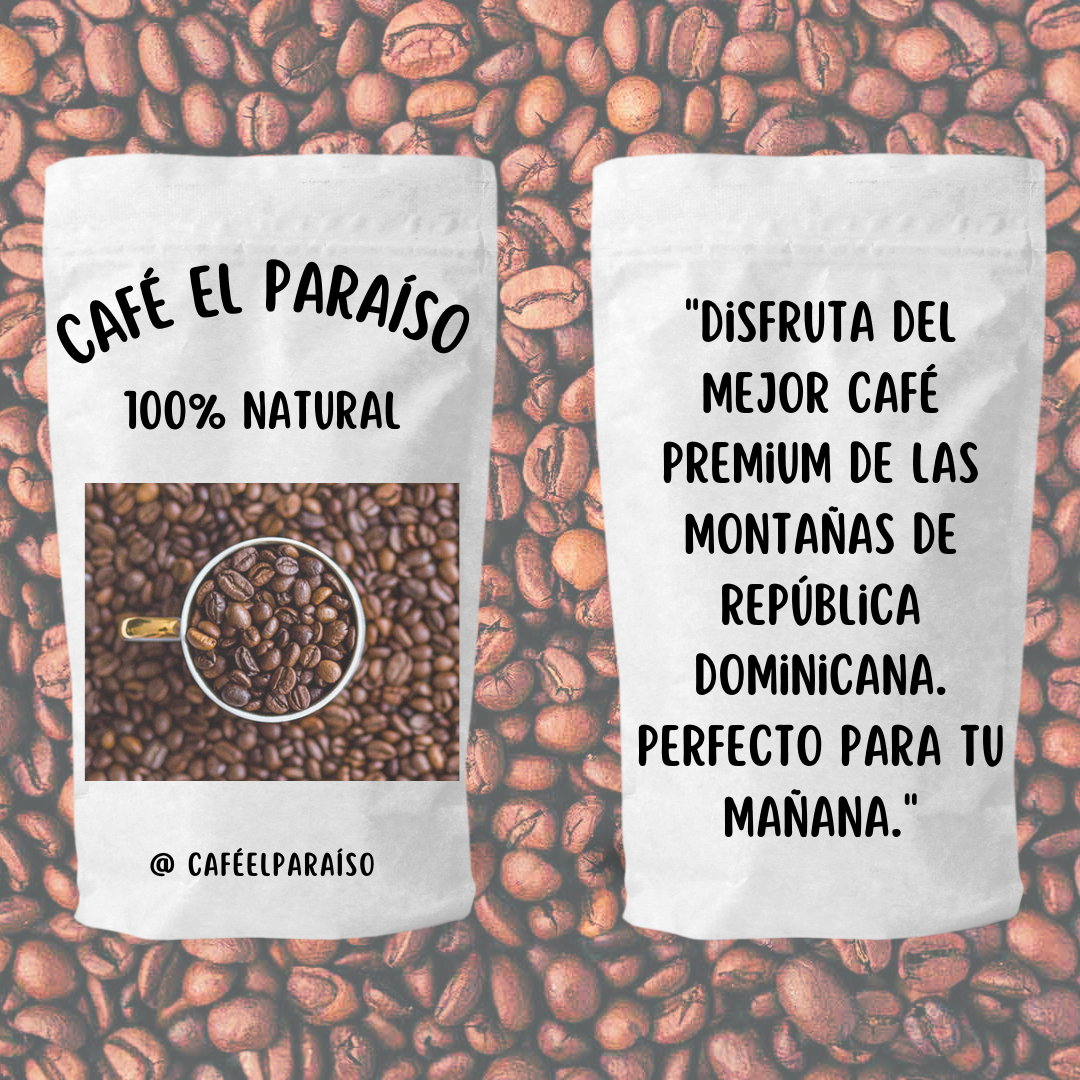 CAFÉ EL PARAÍSO
100% NATURAL
@ CAFÉELPARAÍSO
"DiSFRUTA DEL
MEJOR CAFÉ
PREMiUM DE LAS
MONTAÑAS DE
REPÚBLiCA
DOMiNiCANA.
PERFECTO PARA TU
MAÑANA."